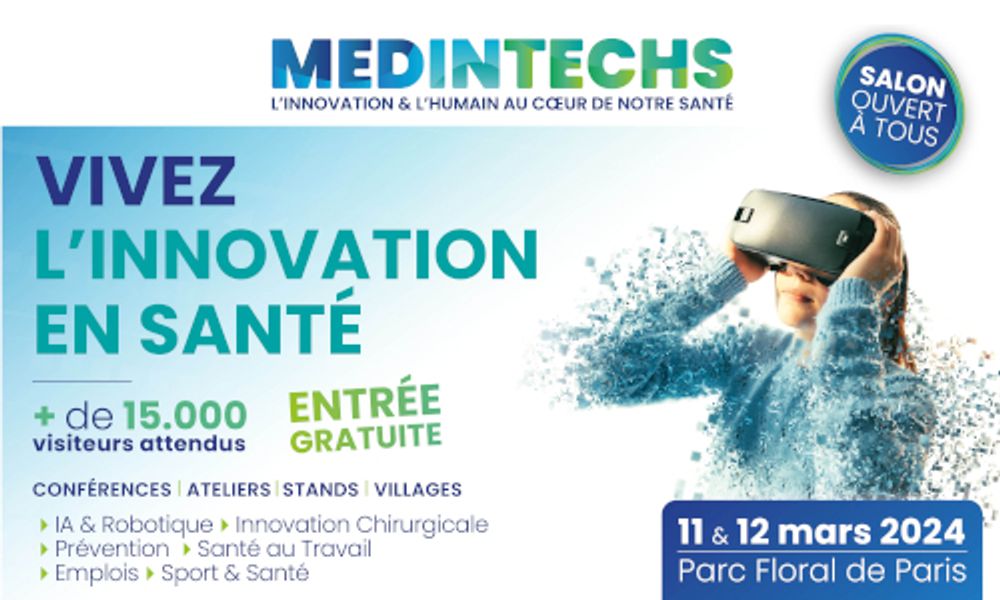 MEDINTECHS
L'INNOVATION & L'HUMAIN AU CŒUR DE NOTRE SANTÉ
SALON
OUVERT
À TOUS
VIVEZ
L'INNOVATION
EN SANTÉ
+ de 15.000
visiteurs attendus
ENTRÉE
GRATUITE
CONFÉRENCES | ATELIERS | STANDS | VILLAGES
IA & Robotique Innovation Chirurgicale
Prévention Santé au Travail
Emplois Sport & Santé
11 & 12 mars 2024
Parc Floral de Paris